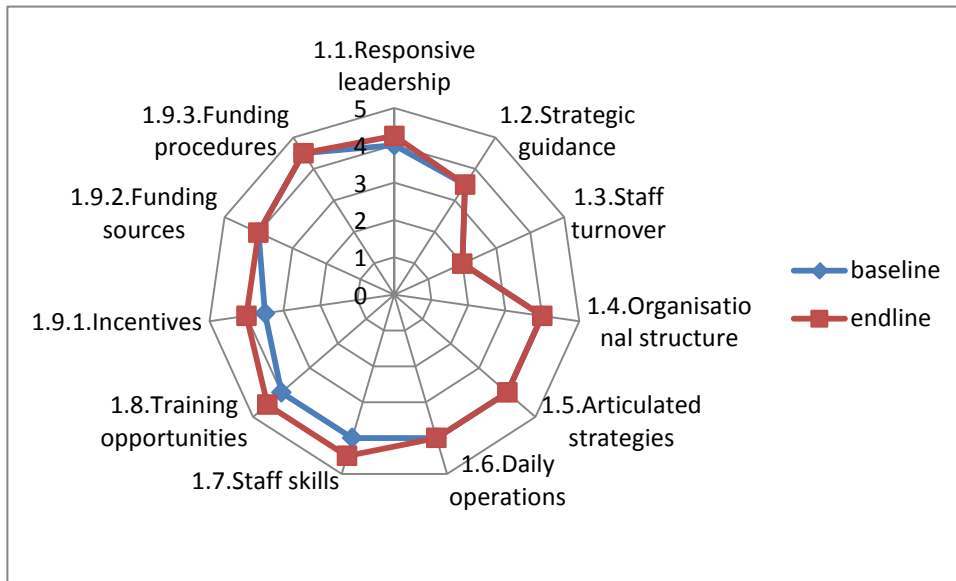 1.1.Responsive
leadership
1.2.Strategic
guidance
1.3.Staff
turnover
1.4.Organisatio
nal structure
1.5.Articulated
strategies
1.6.Daily
operations
1.7.Staff skills
1.8.Training
opportunities
1.9.1.Incentives
1.9.2.Funding
sources
1.9.3.Funding
procedures
5
4
3
2
1
0
baseline
endline